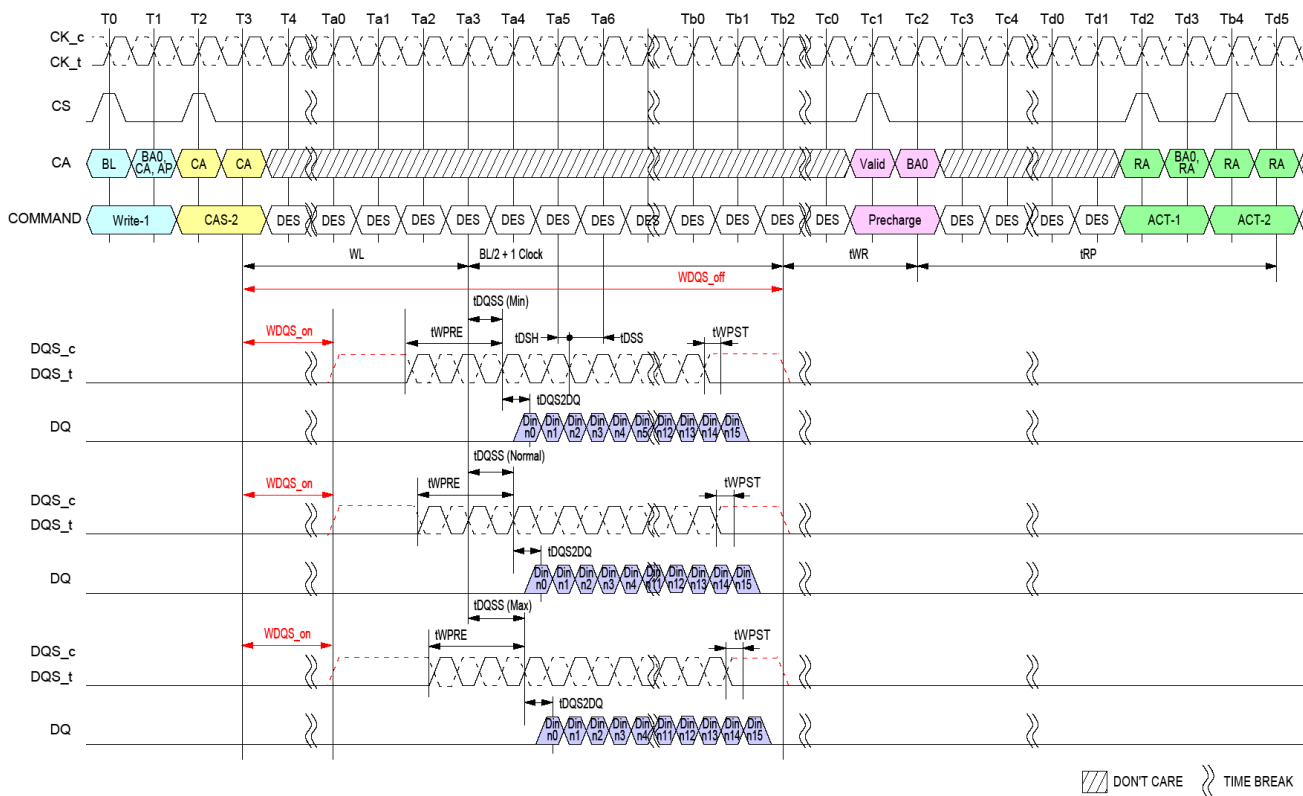 T0 T1 T2 T3 T4 Ta0 Ta1 Ta2 Ta3 Ta4 Ta5 Ta6 Tb0 Tb1 Tb2 Tc0 Tc1 Tc2 Tc3 Tc4 Td0 Td1 Td2 Td3 Tb4 Td5
CK_c
CK_t
CS
CA BL BA0, CA, AP CA CA Valid BA0 RA BA0, RA RA RA
COMMAND Write-1 CAS-2 DES DES DES DES DES DES DES DES DES DES DES DES DES Precharge DES DES DES DES ACT-1 ACT-2
WL BL/2 + 1 Clock tWR tRP
WDQS_off
tDQSS (Min)
WDQS_on tWPRE tDSH tDSS tWPST
DQS_c
DQS_t
tDQS2DQ
DQ Din n0 Din n1 Din n2 Din n3 Din n4 Din n5 Din n12 Din n13 Din n14 Din n15
tDQSS (Normal)
WDQS_on tWPRE tWPST
DQS_c
DQS_t
tDQS2DQ
DQ Din n0 Din n1 Din n2 Din n3 Din n4 Din n11 Din n12 Din n13 Din n14 Din n15
tDQSS (Max)
WDQS_on tWPRE tWPST
DQS_c
DQS_t
tDQS2DQ
DQ Din n0 Din n1 Din n2 Din n3 Din n4 Din n11 Din n12 Din n13 Din n14 Din n15
DON'T CARE TIME BREAK